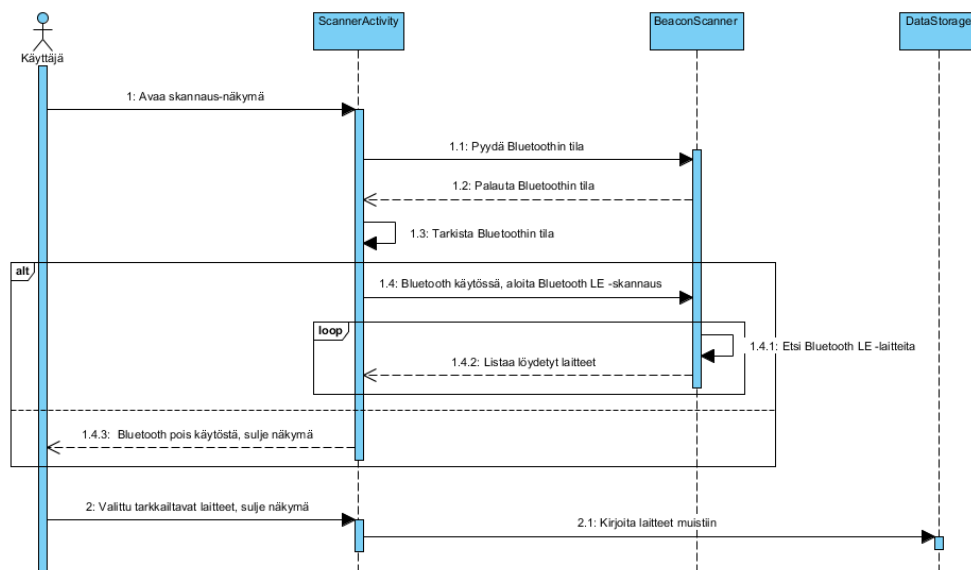 ScannerActivity
BeaconScanner
DataStorage
Käyttäjä
1: Avaa skannaus-näkymä
1.1: Pyydä Bluetoothin tila
1.2: Palauta Bluetoothin tila
1.3: Tarkista Bluetoothin tila
alt
1.4: Bluetooth käytössä, aloita Bluetooth LE -skannaus
loop
1.4.1: Etsi Bluetooth LE -laitteita
1.4.2: Listaa löydetyt laitteet
1.4.3: Bluetooth pois käytöstä, sulje näkymä
2: Valittu tarkkailtavat laitteet, sulje näkymä
2.1: Kirjoita laitteet muistiin